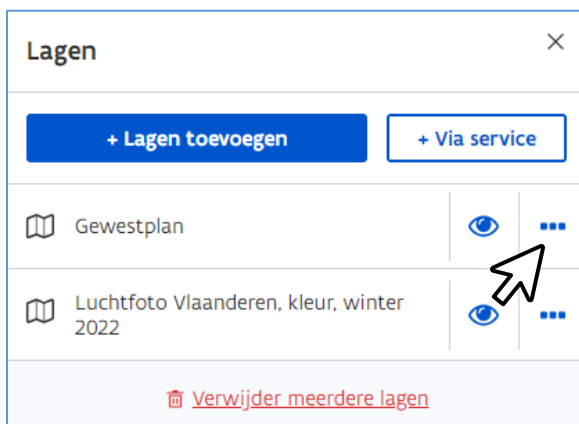 Lagen
+ Lagen toevoegen
+ Via service
Gewestplan
Luchtfoto Vlaanderen, kleur, winter
2022
Verwijder meerdere lagen